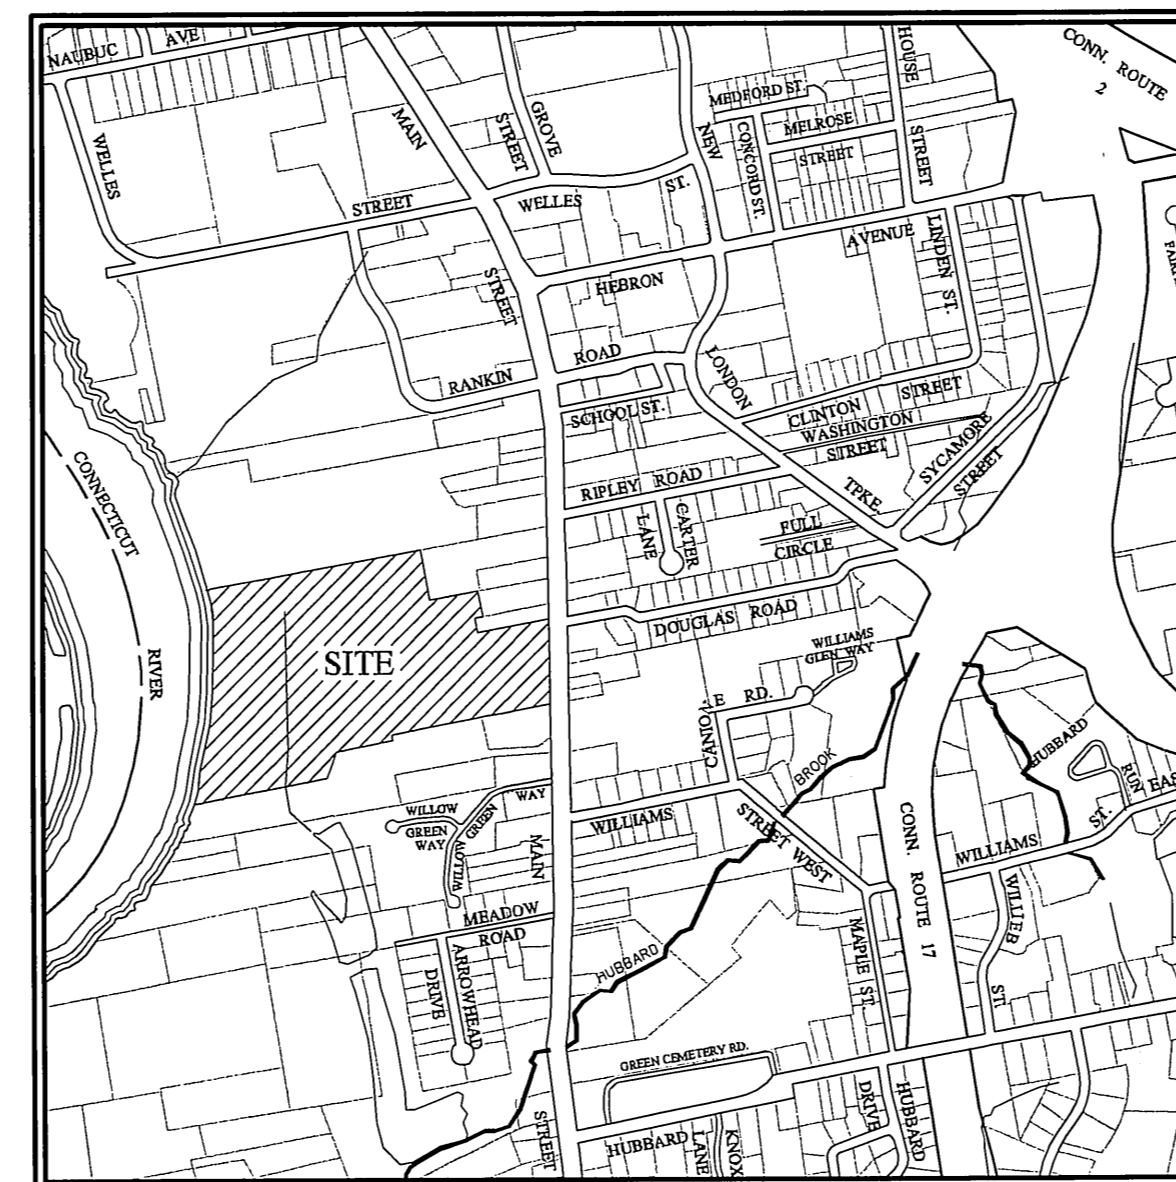 NAUBUC AVE
CONN. ROUTE
2
HOUSE
STREET
MEDFORD ST.
MELROSE
STREET
CONCORD ST.
NEW
GROVE
STREET
MAIN
STREET
WELLES
STREET
WELLES
ST.
AVENUE
LINDEN ST.
HEBRON
ROAD
RANKIN
LONDON
SCHOOL ST.
CLINTON
STREET
WASHINGTON
STREET
SYCAMORE
STREET
TPKE.
RIPLEY ROAD
CARTER
LANE
FULL
CIRCLE
CONNECTICUT
RIVER
SITE
DOUGLAS ROAD
WILLIAMS
GLEN WAY
RD.
BROOK
HUBBARD
RUN
WILLOW
GREEN
WAY
WILLOW
GREEN
WAY
MAIN
WILLIAMS
STREET WEST
CONN. ROUTE 17
WILLIAMS
ST.
WILLIEB
ST.
MEADOW
ROAD
ARROWHEAD
DRIVE
HUBBARD
MAPLE ST.
GREEN CEMETERY RD.
STREET
HUBBARD
KNOX
LANE
DRIVE
HUBBARD